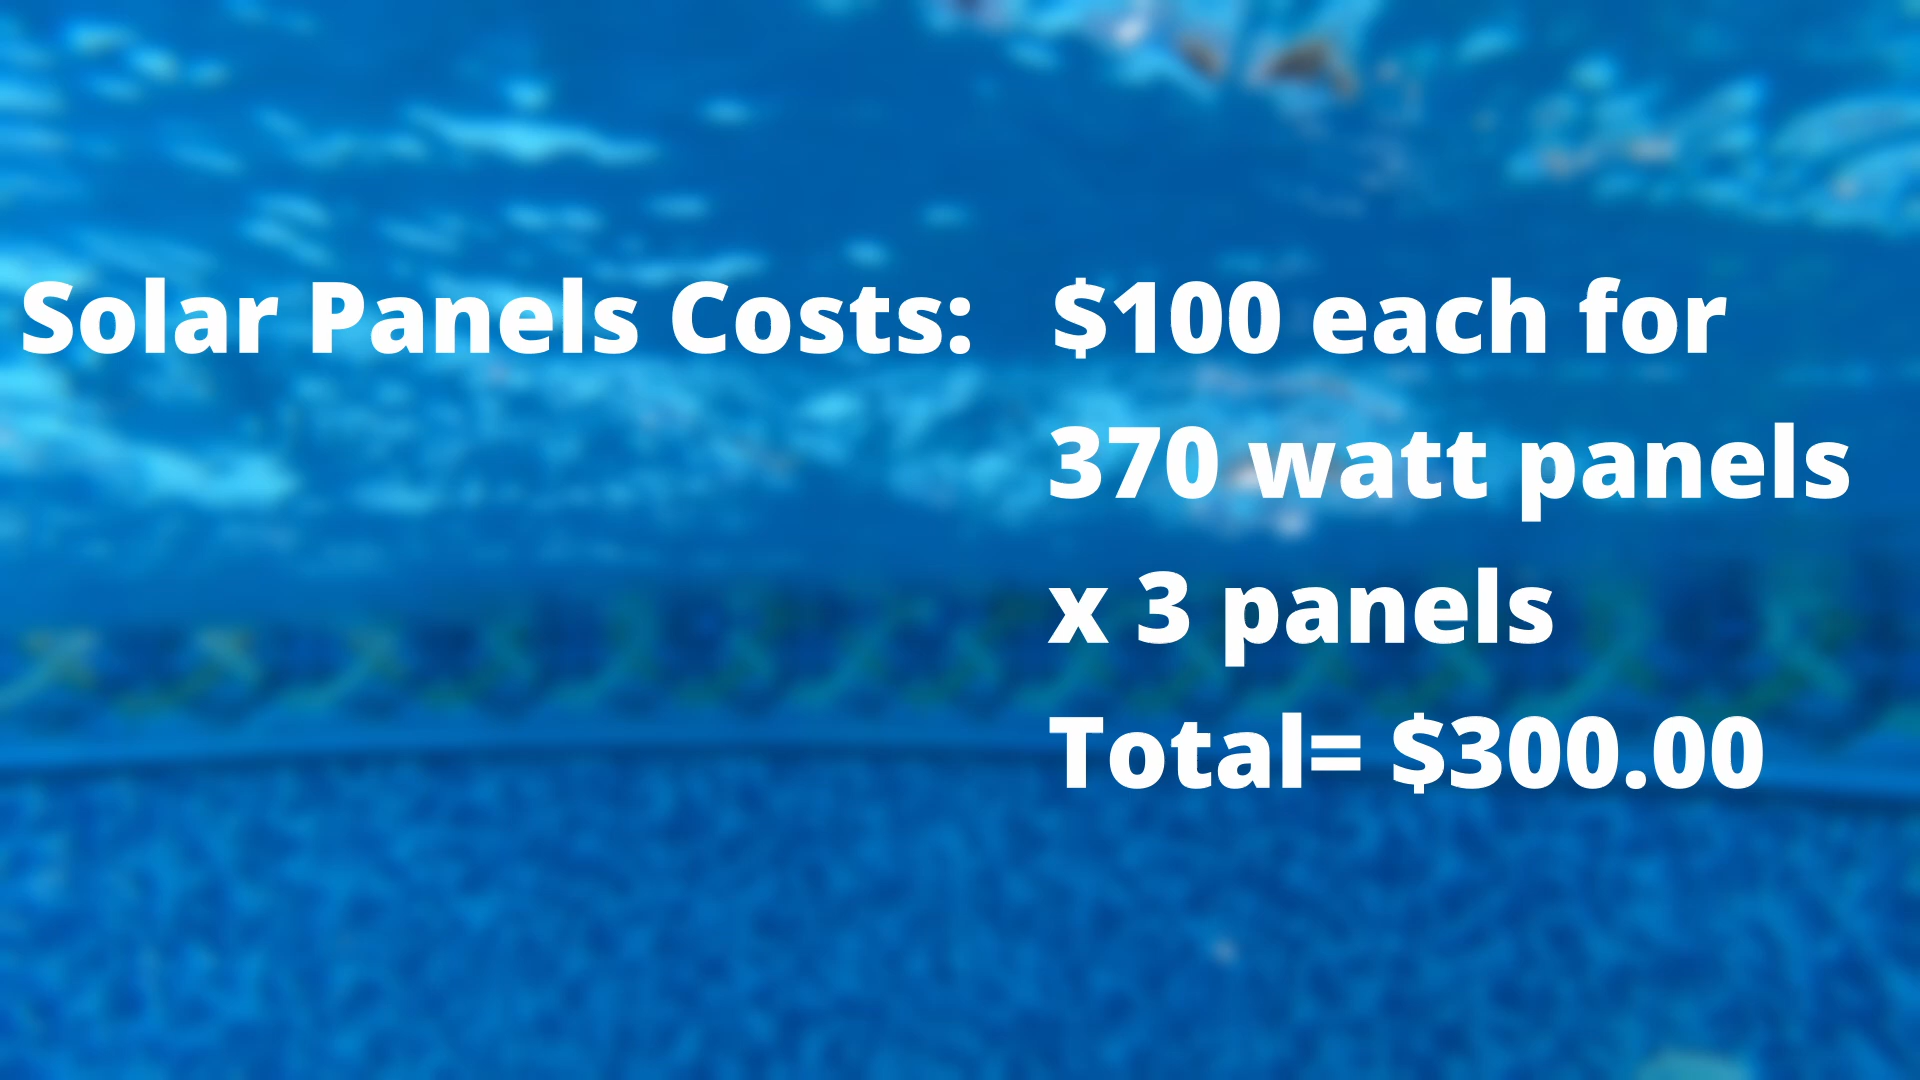 Solar Panels Costs: $100 each for
370 watt panels
x 3 panels
Total= $300.00